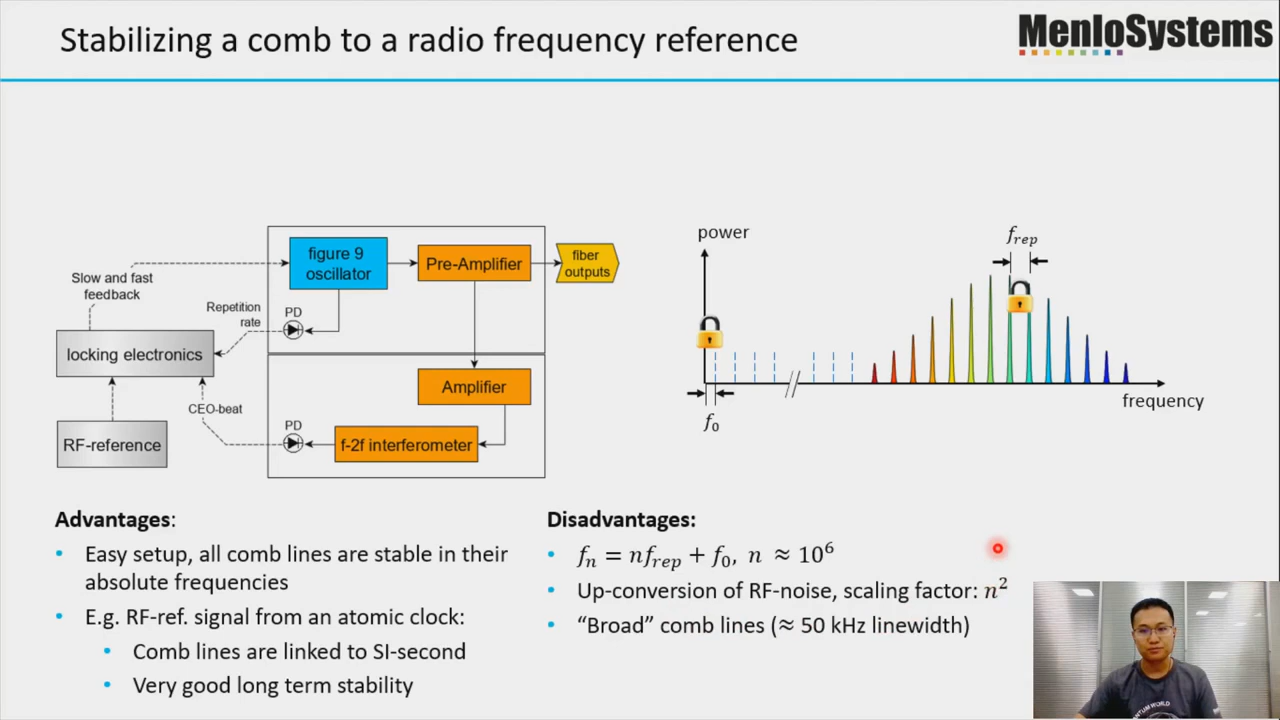 Stabilizing a comb to a radio frequency reference
MenloSystems
figure 9
oscillator
Pre-Amplifier
fiber
outputs
Slow and fast
feedback
Repetition
rate
PD
locking electronics
Amplifier
CEO-beat
PD
RF-reference
f-2f interferometer
power
f_rep
frequency
f_0
Advantages:
• Easy setup, all comb lines are stable in their
absolute frequencies
• E.g. RF-ref. signal from an atomic clock:
• Comb lines are linked to SI-second
• Very good long term stability
Disadvantages:
• f_n = nf_rep + f_0, n ≈ 10^6
• Up-conversion of RF-noise, scaling factor: n^2
• “Broad” comb lines (≈ 50 kHz linewidth)